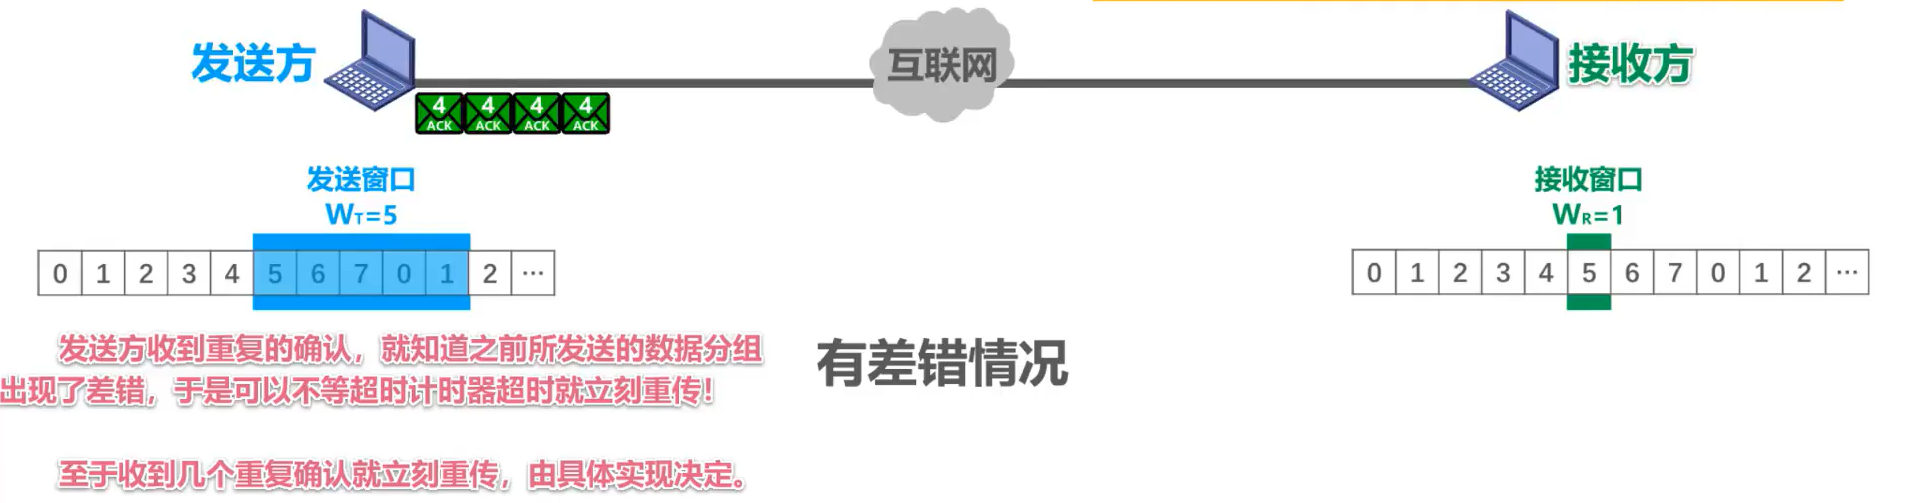 发送方
互联网
接收方
4 4 4 4
ACK ACK ACK ACK
发送窗口
WT=5
接收窗口
WR=1
0 1 2 3 4 5 6 7 0 1 2 ...
0 1 2 3 4 5 6 7 0 1 2 ...
发送方收到重复的确认，就知道之前所发送的数据分组
出现了差错，于是可以不等超时计时器超时就立刻重传！
有差错情况
至于收到几个重复确认就立刻重传，由具体实现决定。